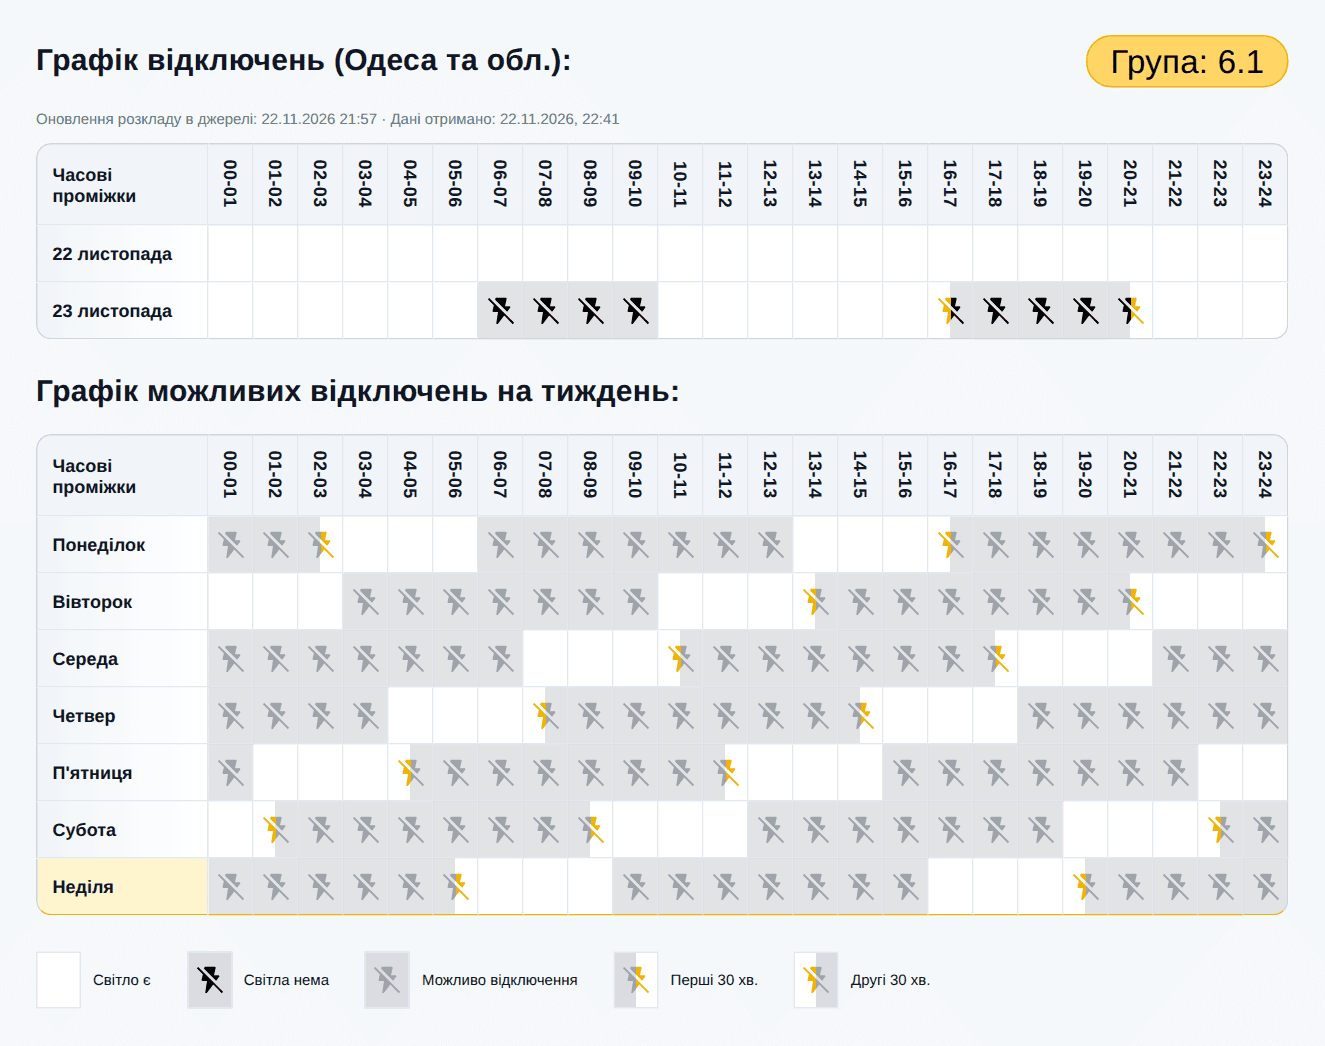 Графік відключень (Одеса та обл.):
Група: 6.1
Оновлення розкладу в джерелі: 22.11.2026 21:57 · Дані отримано: 22.11.2026, 22:41
Часові
проміжки
00-01 01-02 02-03 03-04 04-05 05-06 06-07 07-08 08-09 09-10 10-11 11-12 12-13 13-14 14-15 15-16 16-17 17-18 18-19 19-20 20-21 21-22 22-23 23-24
22 листопада
23 листопада
Графік можливих відключень на тиждень:
Часові
проміжки
00-01 01-02 02-03 03-04 04-05 05-06 06-07 07-08 08-09 09-10 10-11 11-12 12-13 13-14 14-15 15-16 16-17 17-18 18-19 19-20 20-21 21-22 22-23 23-24
Понеділок
Вівторок
Середа
Четвер
П'ятниця
Субота
Неділя
Світло є
Світла нема
Можливо відключення
Перші 30 хв.
Другі 30 хв.